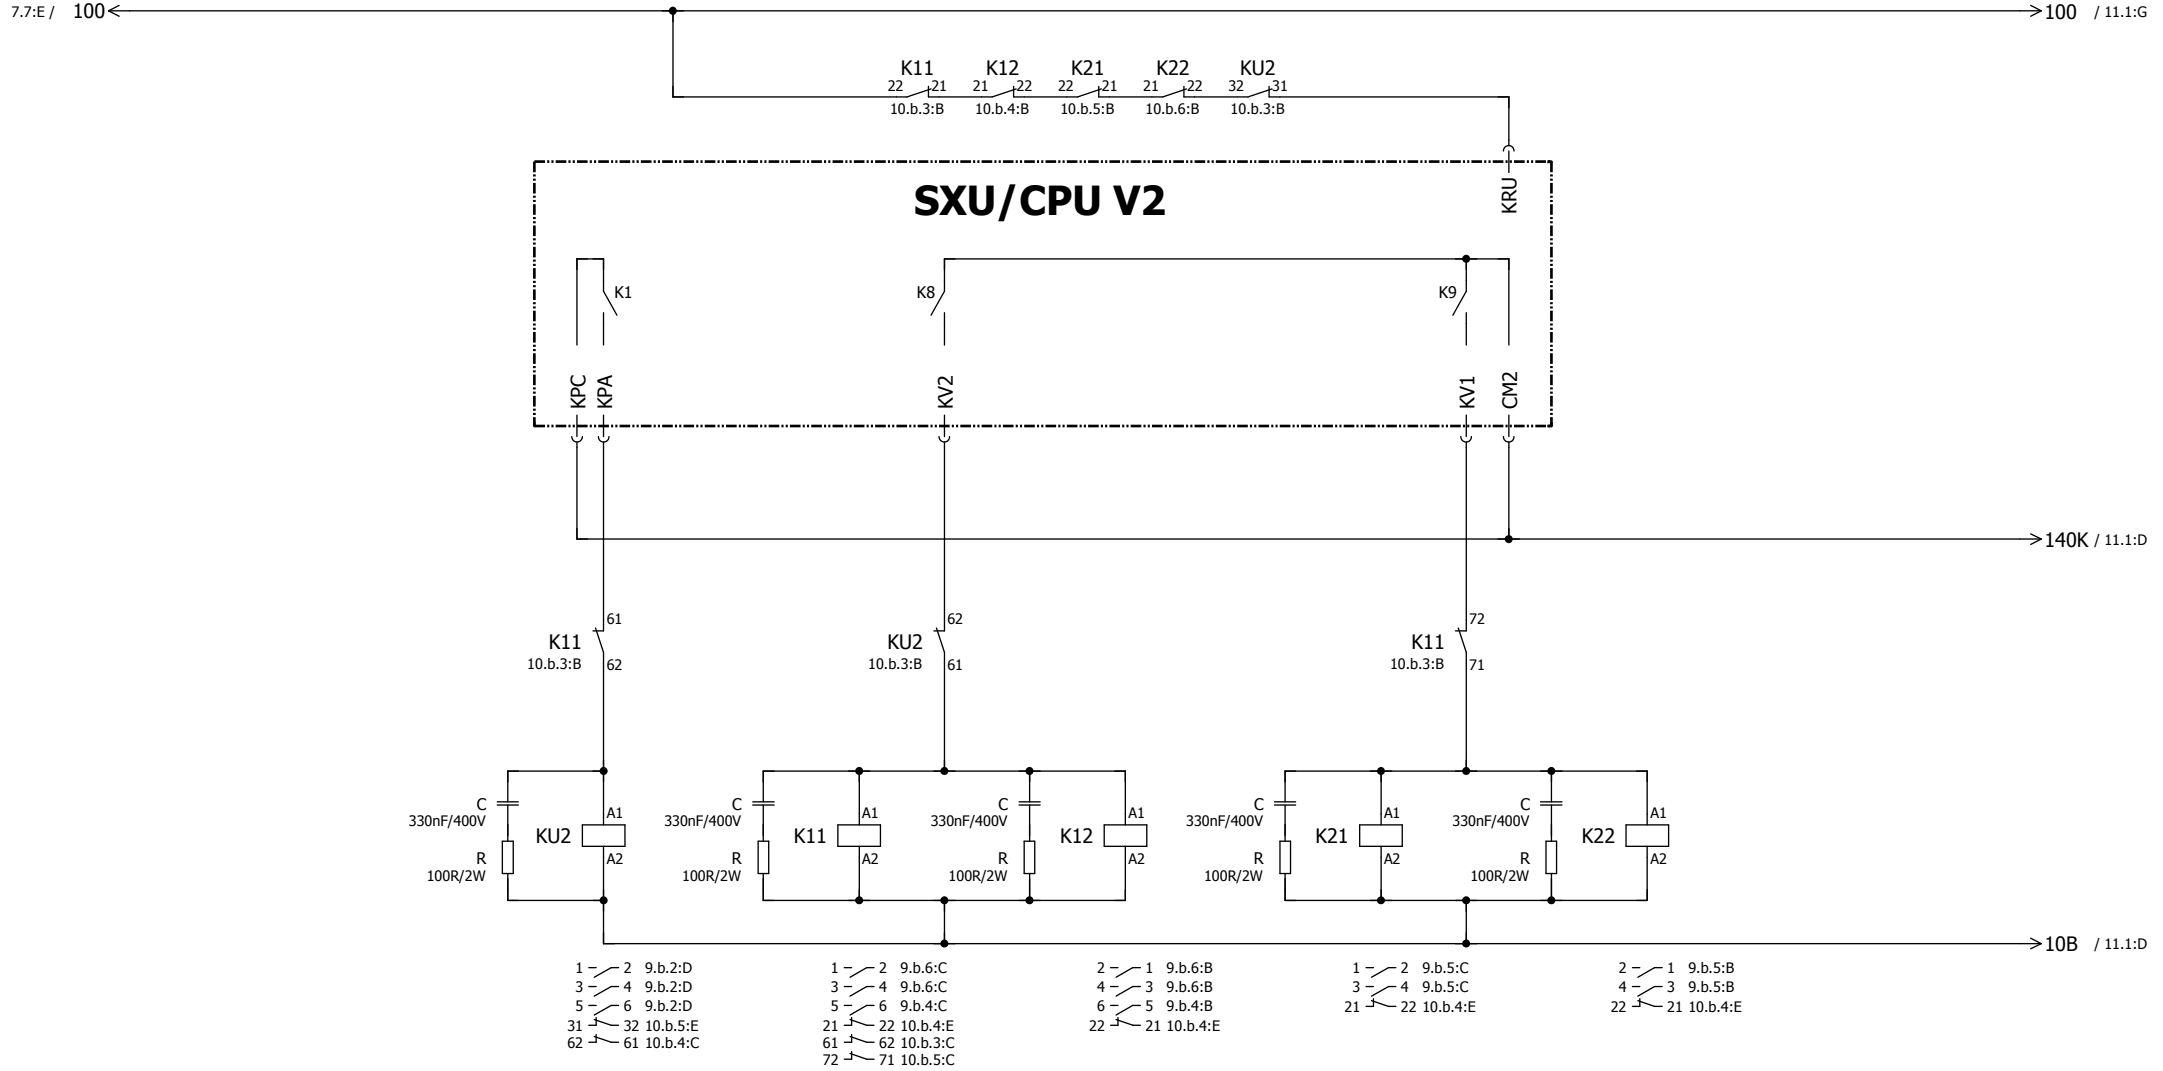 7.7:E / 100 100 / 11.1:G
K11 K12 K21 K22 KU2
22 21 21 22 22 21 21 22 32 31
10.b.3:B 10.b.4:B 10.b.5:B 10.b.6:B 10.b.3:B
SXU/CPU V2
KRU
K1 K8 K9
KPC KPA KV2 KV1 CM2
140K / 11.1:D
61 62 72
K11 KU2 K11
10.b.3:B 62 10.b.3:B 61 10.b.3:B 71
C A1 C A1 C A1 C A1 C A1
330nF/400V 330nF/400V 330nF/400V 330nF/400V 330nF/400V
KU2 K11 K12 K21 K22
R A2 R A2 R A2 R A2 R A2
100R/2W 100R/2W 100R/2W 100R/2W 100R/2W
10B / 11.1:D
1 2 9.b.2:D
3 4 9.b.2:D
5 6 9.b.2:D
31 32 10.b.5:E
62 61 10.b.4:C
1 2 9.b.6:C
3 4 9.b.6:C
5 6 9.b.4:C
21 22 10.b.4:E
61 62 10.b.3:C
72 71 10.b.5:C
2 1 9.b.6:B
4 3 9.b.6:B
6 5 9.b.4:B
22 21 10.b.4:E
1 2 9.b.5:C
3 4 9.b.5:C
21 22 10.b.4:E
2 1 9.b.5:B
4 3 9.b.5:B
22 21 10.b.4:E